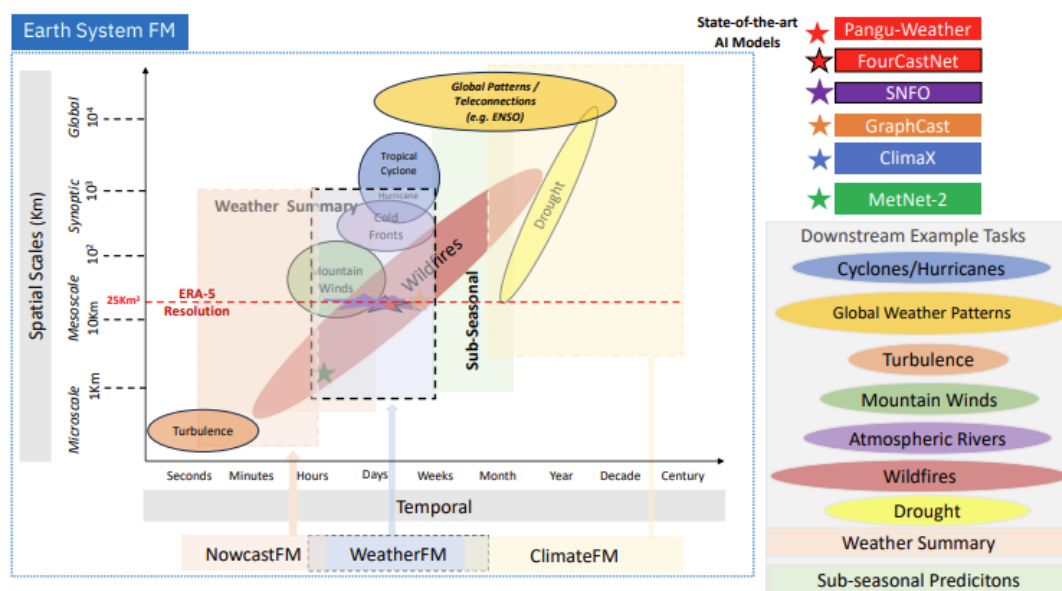 Earth System FM
State-of-the-art
AI Models
Pangu-Weather
FourCastNet
SNFO
GraphCast
ClimaX
MetNet-2
Spatial Scales (Km)
Global
Synoptic
Mesoscale
Microscale
10⁴
10³
10²
25Km²
10km
1Km
ERA-5
Resolution
Global Patterns /
Teleconnections
(e.g. ENSO)
Tropical
Cyclone
Hurricane
Weather Summary
Cold
Fronts
Mountain
Winds
Wildfires
Drought
Sub-Seasonal
Turbulence
Seconds
Minutes
Hours
Days
Weeks
Month
Year
Decade
Century
Temporal
NowcastFM
WeatherFM
ClimateFM
Downstream Example Tasks
Cyclones/Hurricanes
Global Weather Patterns
Turbulence
Mountain Winds
Atmospheric Rivers
Wildfires
Drought
Weather Summary
Sub-seasonal Predicitons